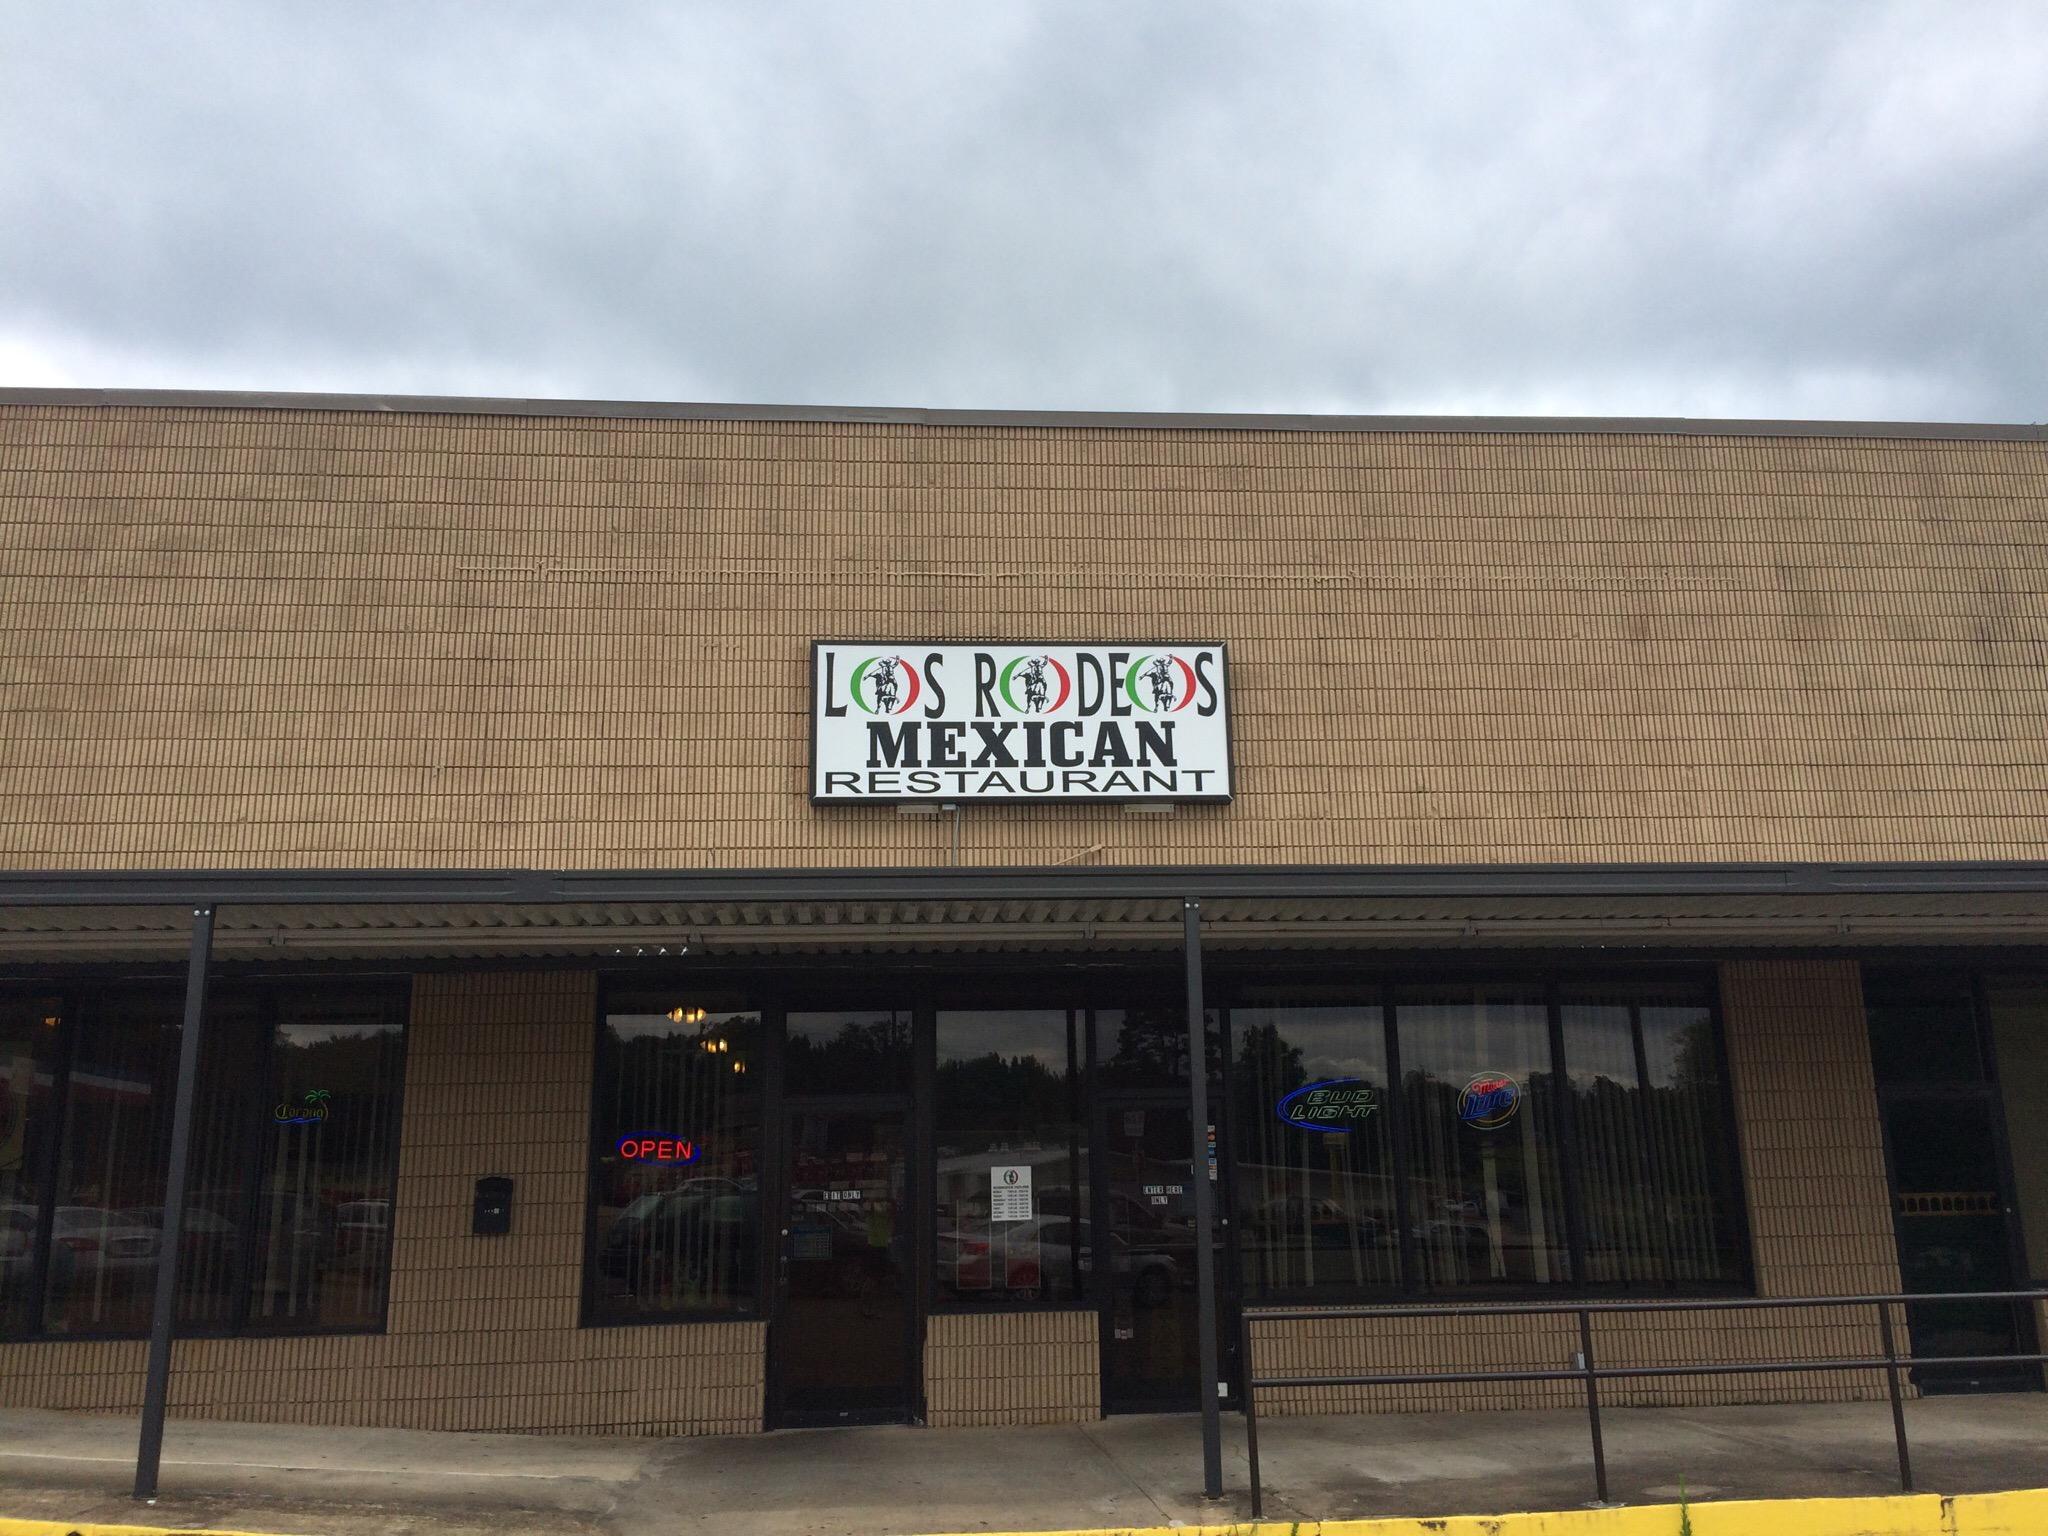 LOS RODEOS
MEXICAN
RESTAURANT
Corona
OPEN
BUD
LIGHT
Miller
Lite
EXIT ONLY
ENTER HERE
ONLY